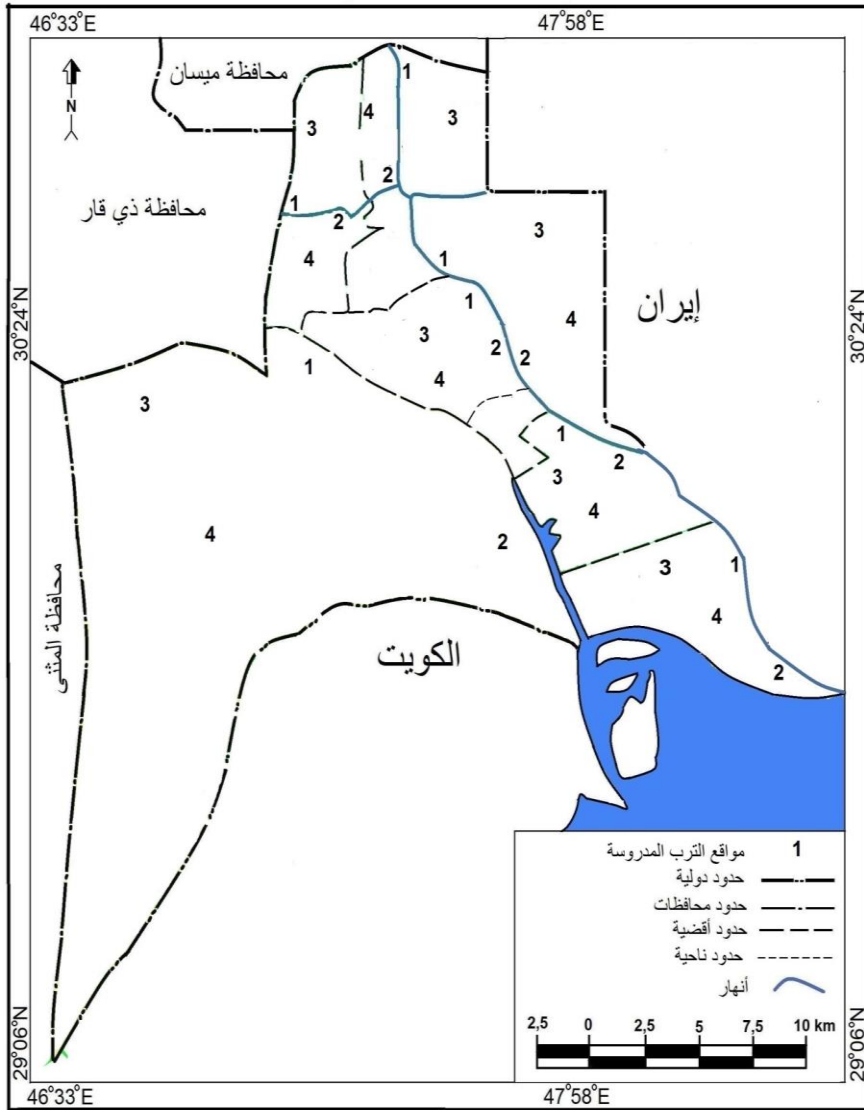 46°33'E 47°58'E
محافظة ميسان
N
1
4
3
3
2
محافظة ذي قار
1
2
3
4
1
إيران
30°24'N 30°24'N
1
4
3
2
2
1
4
3
1
2
3
4
4
2
محافظة المثنى
1
3
4
الكويت
2
مواقع الترب المدروسة 1
حدود دولية
حدود محافظات
حدود أقضية
حدود ناحية
أنهار
2,5 0 2,5 5 7,5 10 km
29°06'N 29°06'N
46°33'E 47°58'E